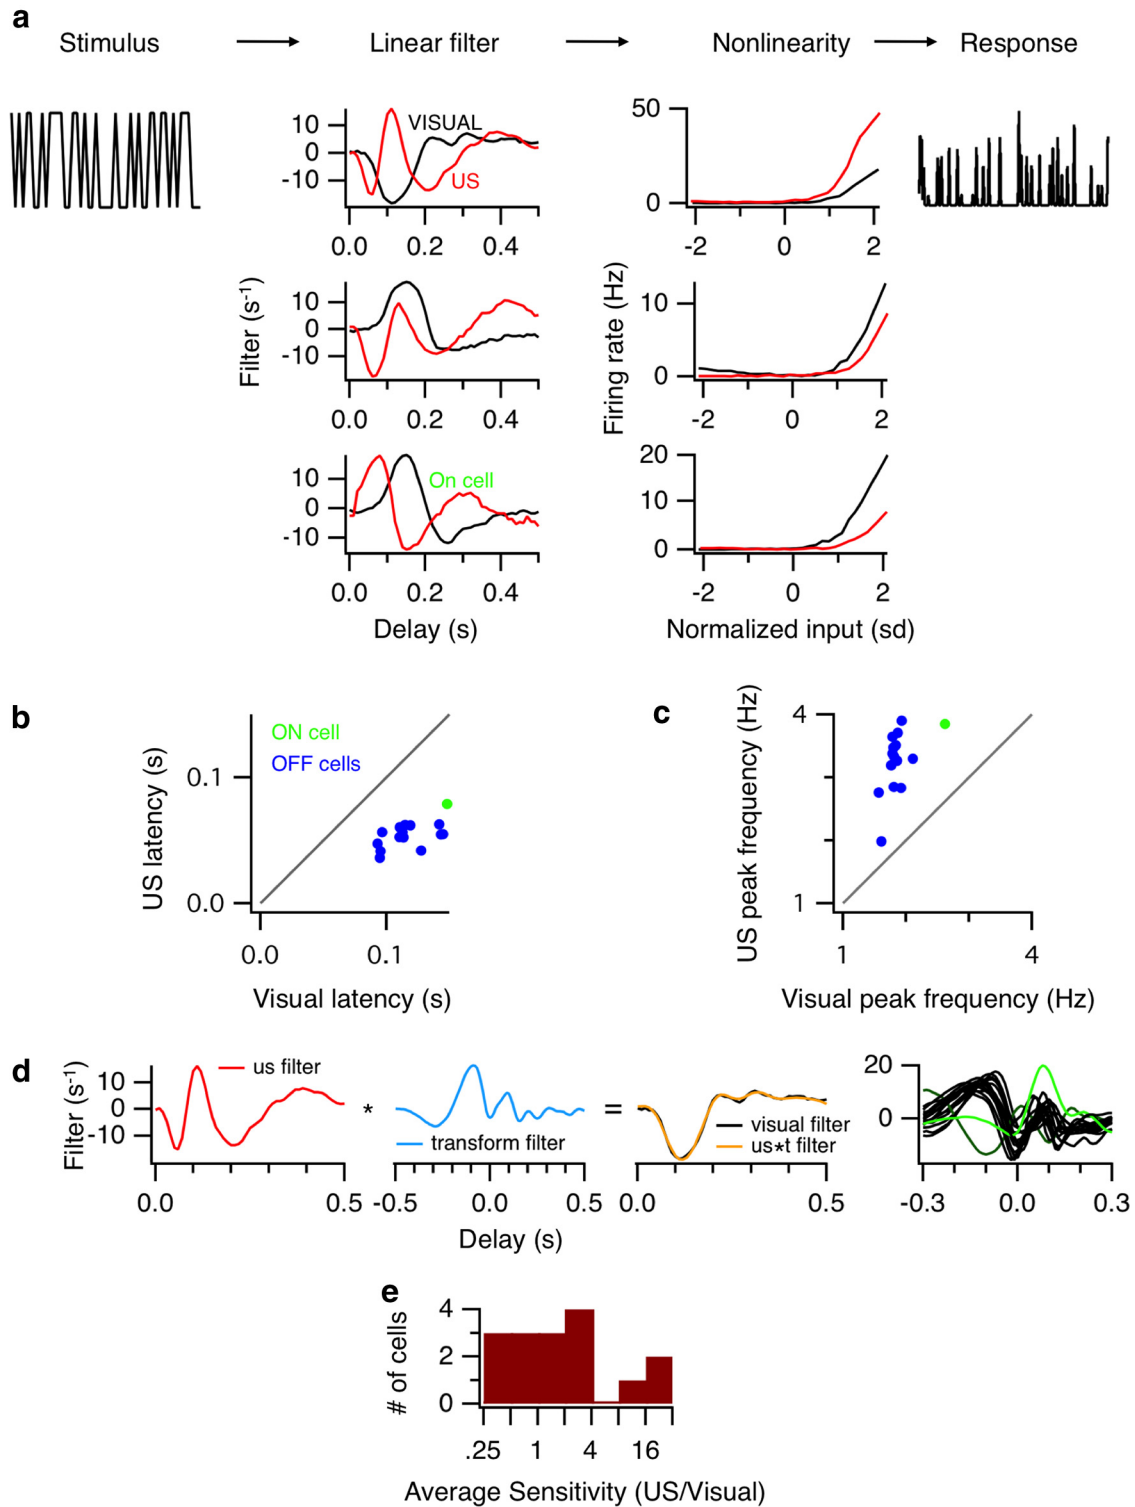 a
Stimulus Linear filter Nonlinearity Response
10
0
-10
VISUAL
US
0.0 0.2 0.4
50
0
-2 0 2
Filter (s-1)
10
0
-10
0.0 0.2 0.4
Firing rate (Hz)
10
0
-2 0 2
10
0
-10
On cell
0.0 0.2 0.4
Delay (s)
20
10
0
-2 0 2
Normalized input (sd)
b
US latency (s)
0.1
0.0
ON cell
OFF cells
0.0 0.1
Visual latency (s)
c
US peak frequency (Hz)
4
1
1 4
Visual peak frequency (Hz)
d
Filter (s-1)
10
0
-10
us filter
0.0 0.5
*
transform filter
-0.5 0.0 0.5
=
visual filter
us*t filter
0.0 0.5
Delay (s)
20
0
-0.3 0.0 0.3
e
# of cells
4
2
0
.25 1 4 16
Average Sensitivity (US/Visual)